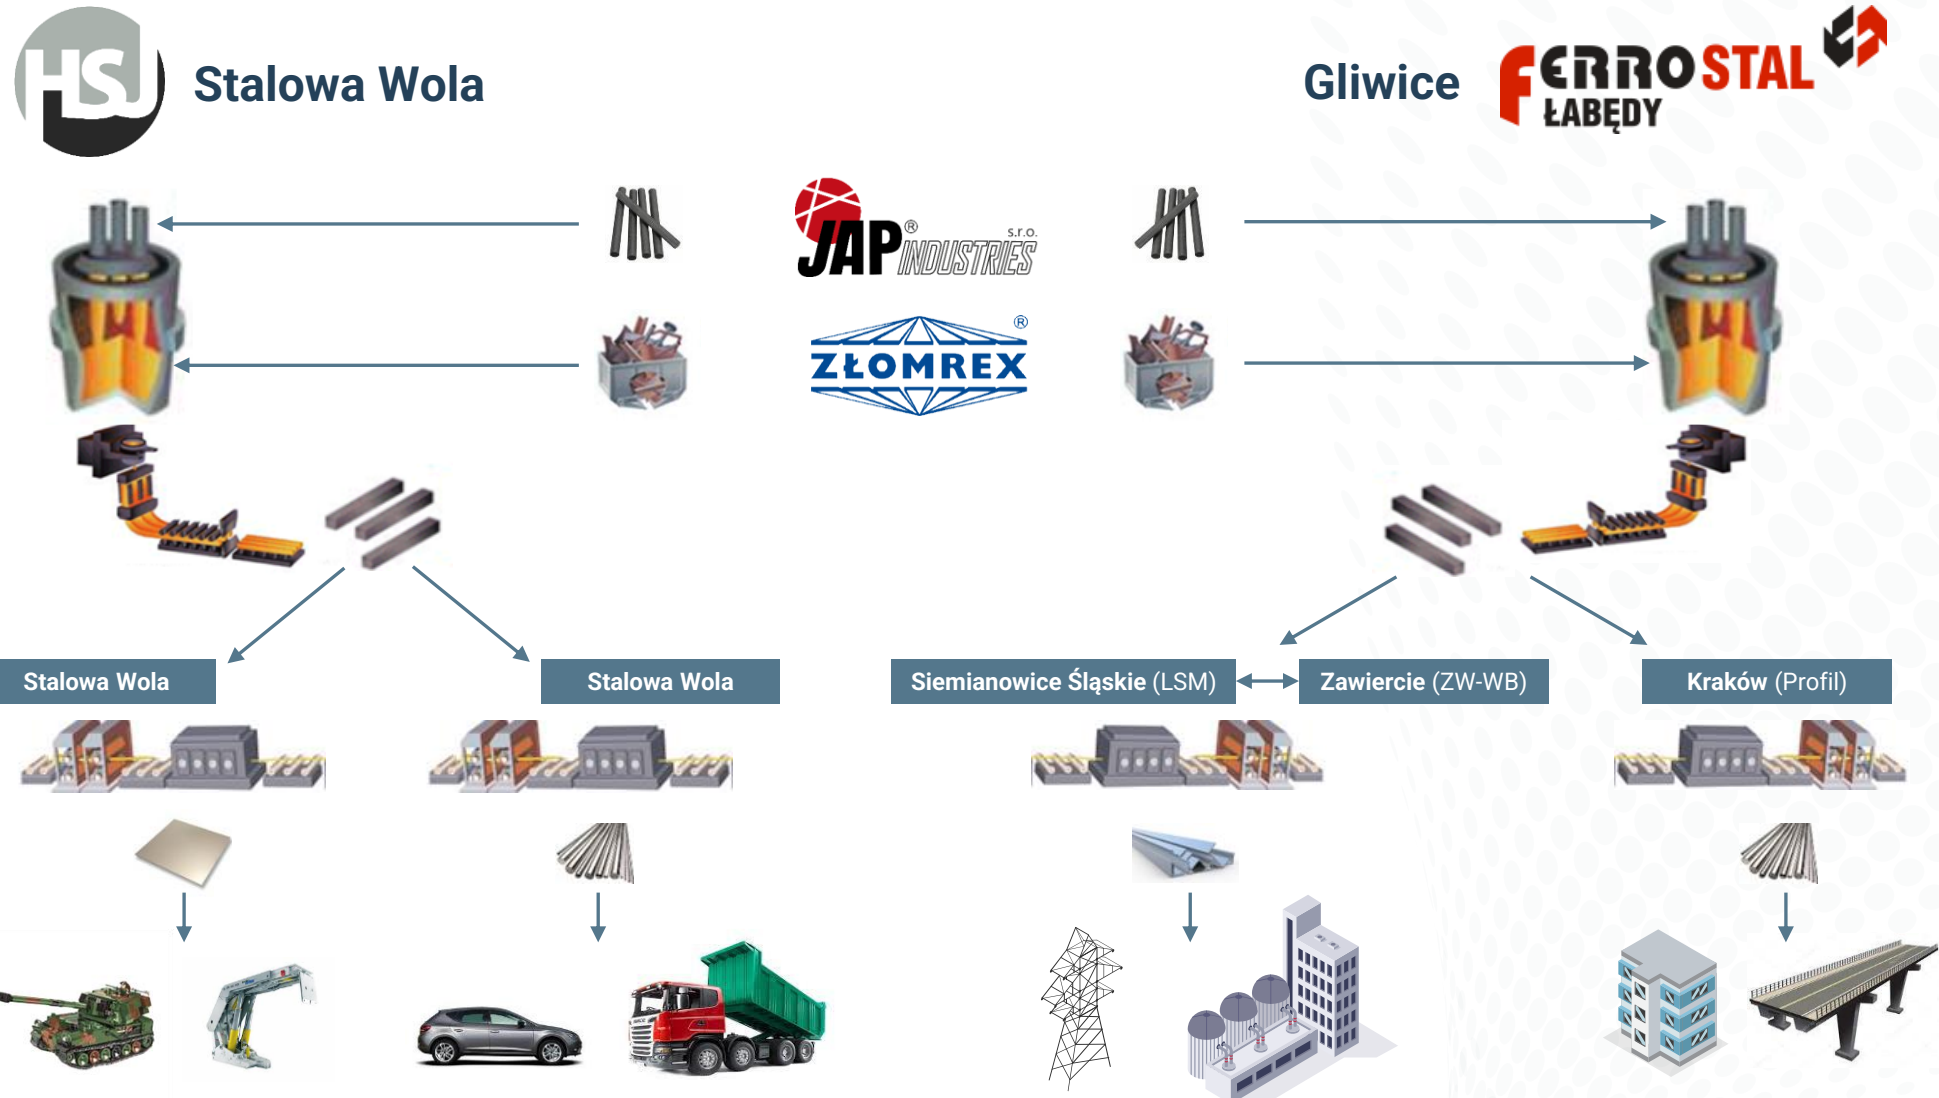 HSJ
Stalowa Wola
Gliwice
FERROSTAL
ŁABĘDY
JAP® INDUSTRIES s.r.o.
ZŁOMREX ®
Stalowa Wola
Stalowa Wola
Siemianowice Śląskie (LSM)
Zawiercie (ZW-WB)
Kraków (Profil)